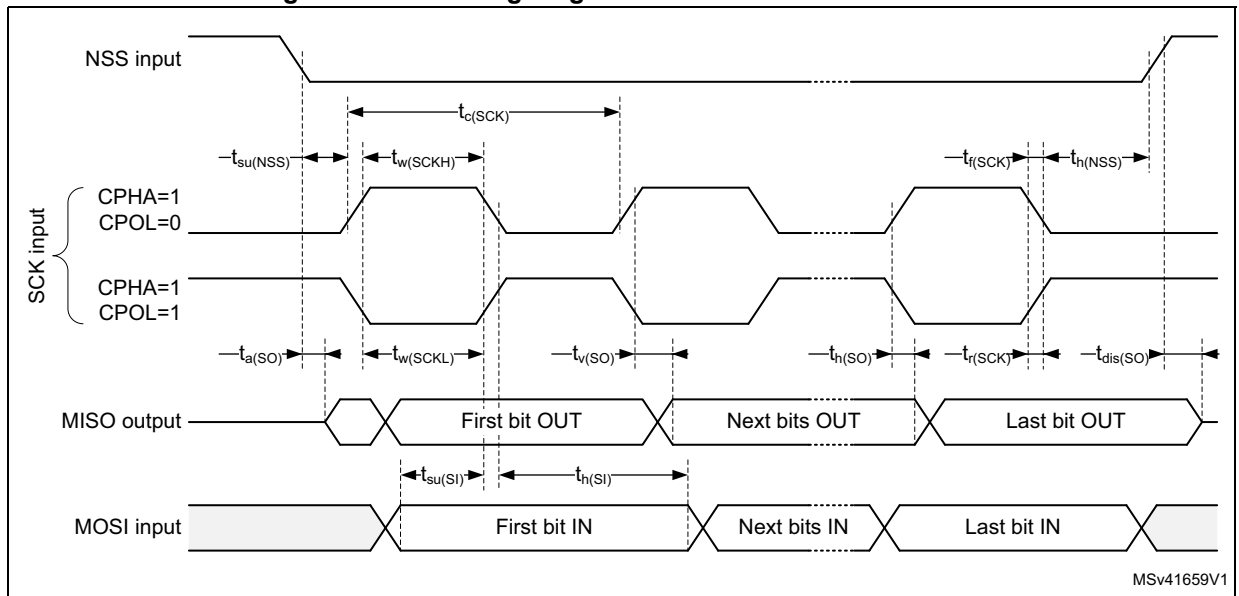 NSS input
tc(SCK)
tsu(NSS)
tw(SCKH)
tf(SCK)
th(NSS)
SCK input
CPHA=1
CPOL=0
CPHA=1
CPOL=1
ta(SO)
tw(SCKL)
tv(SO)
th(SO)
tr(SCK)
tdis(SO)
MISO output
First bit OUT
Next bits OUT
Last bit OUT
tsu(SI)
th(SI)
MOSI input
First bit IN
Next bits IN
Last bit IN
MSv41659V1